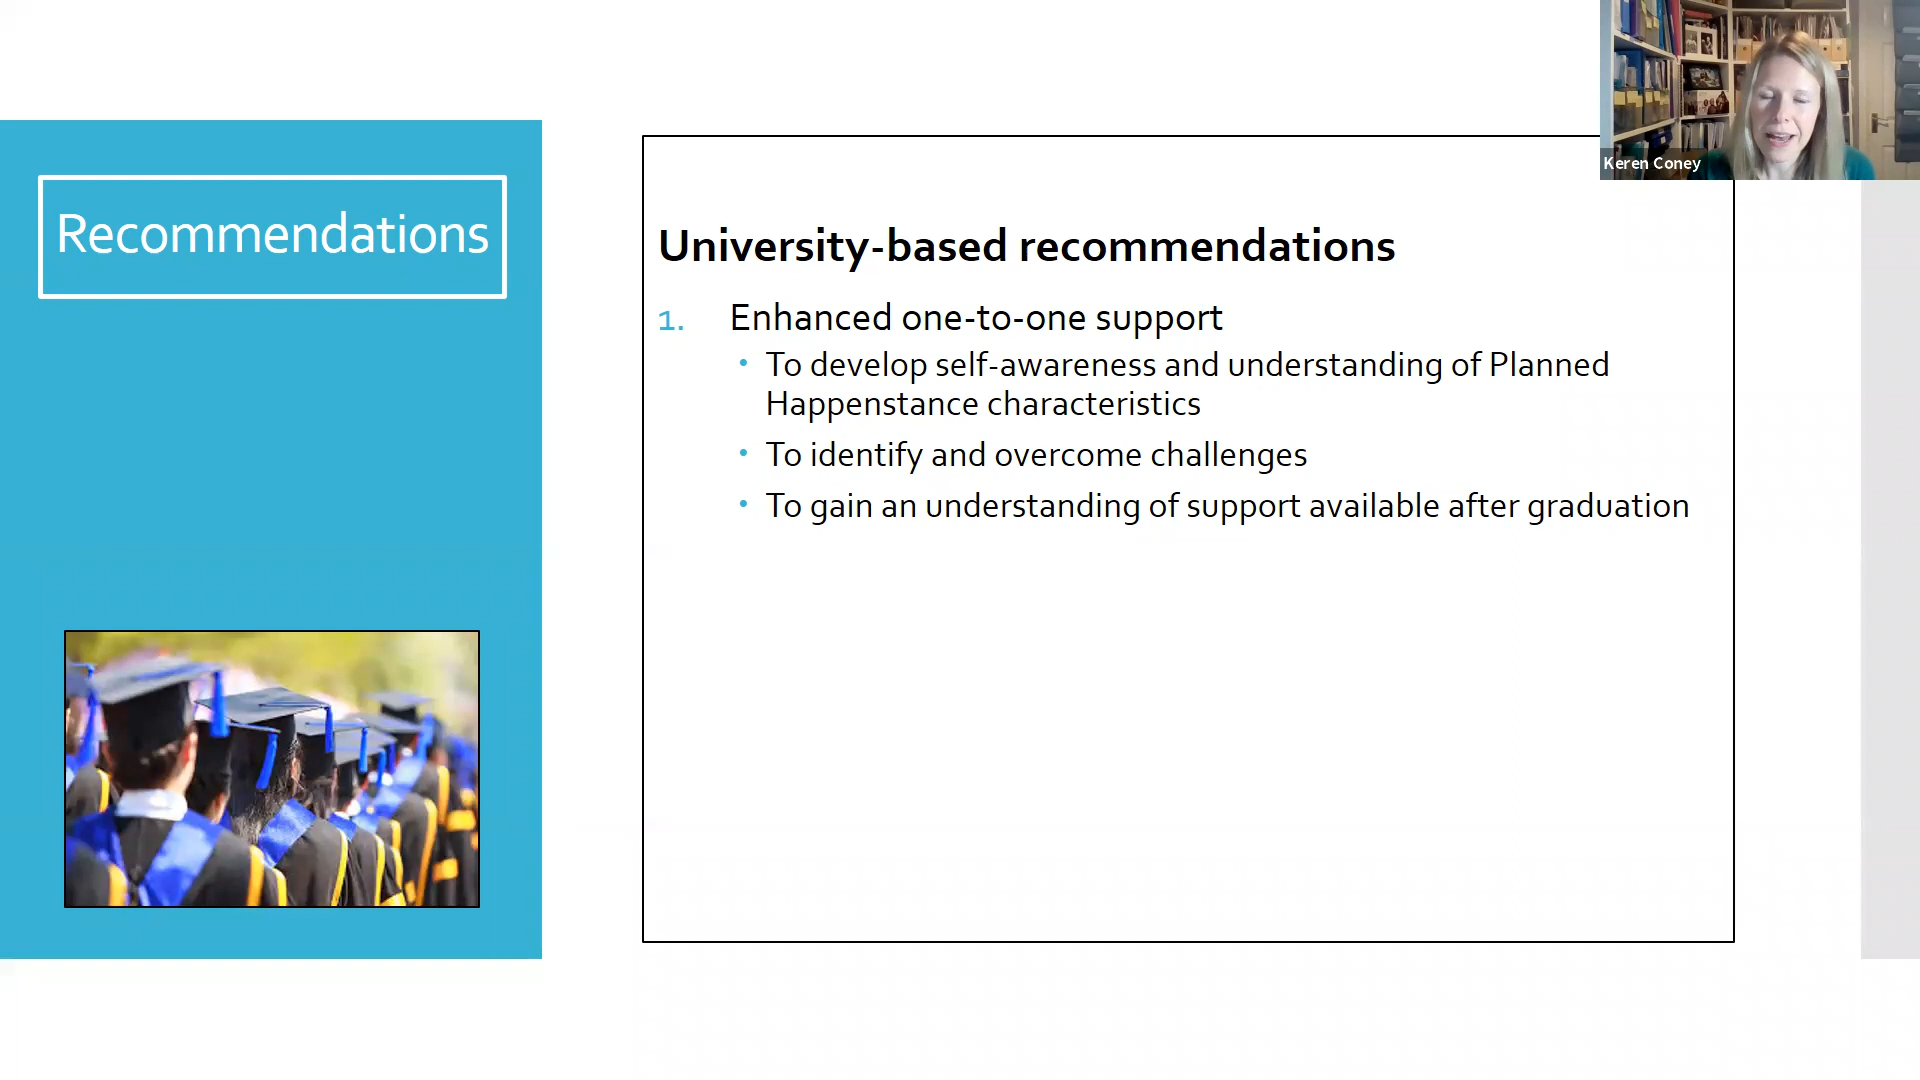 Recommendations
University-based recommendations
1. Enhanced one-to-one support
• To develop self-awareness and understanding of Planned
Happenstance characteristics
• To identify and overcome challenges
• To gain an understanding of support available after graduation
Keren Coney